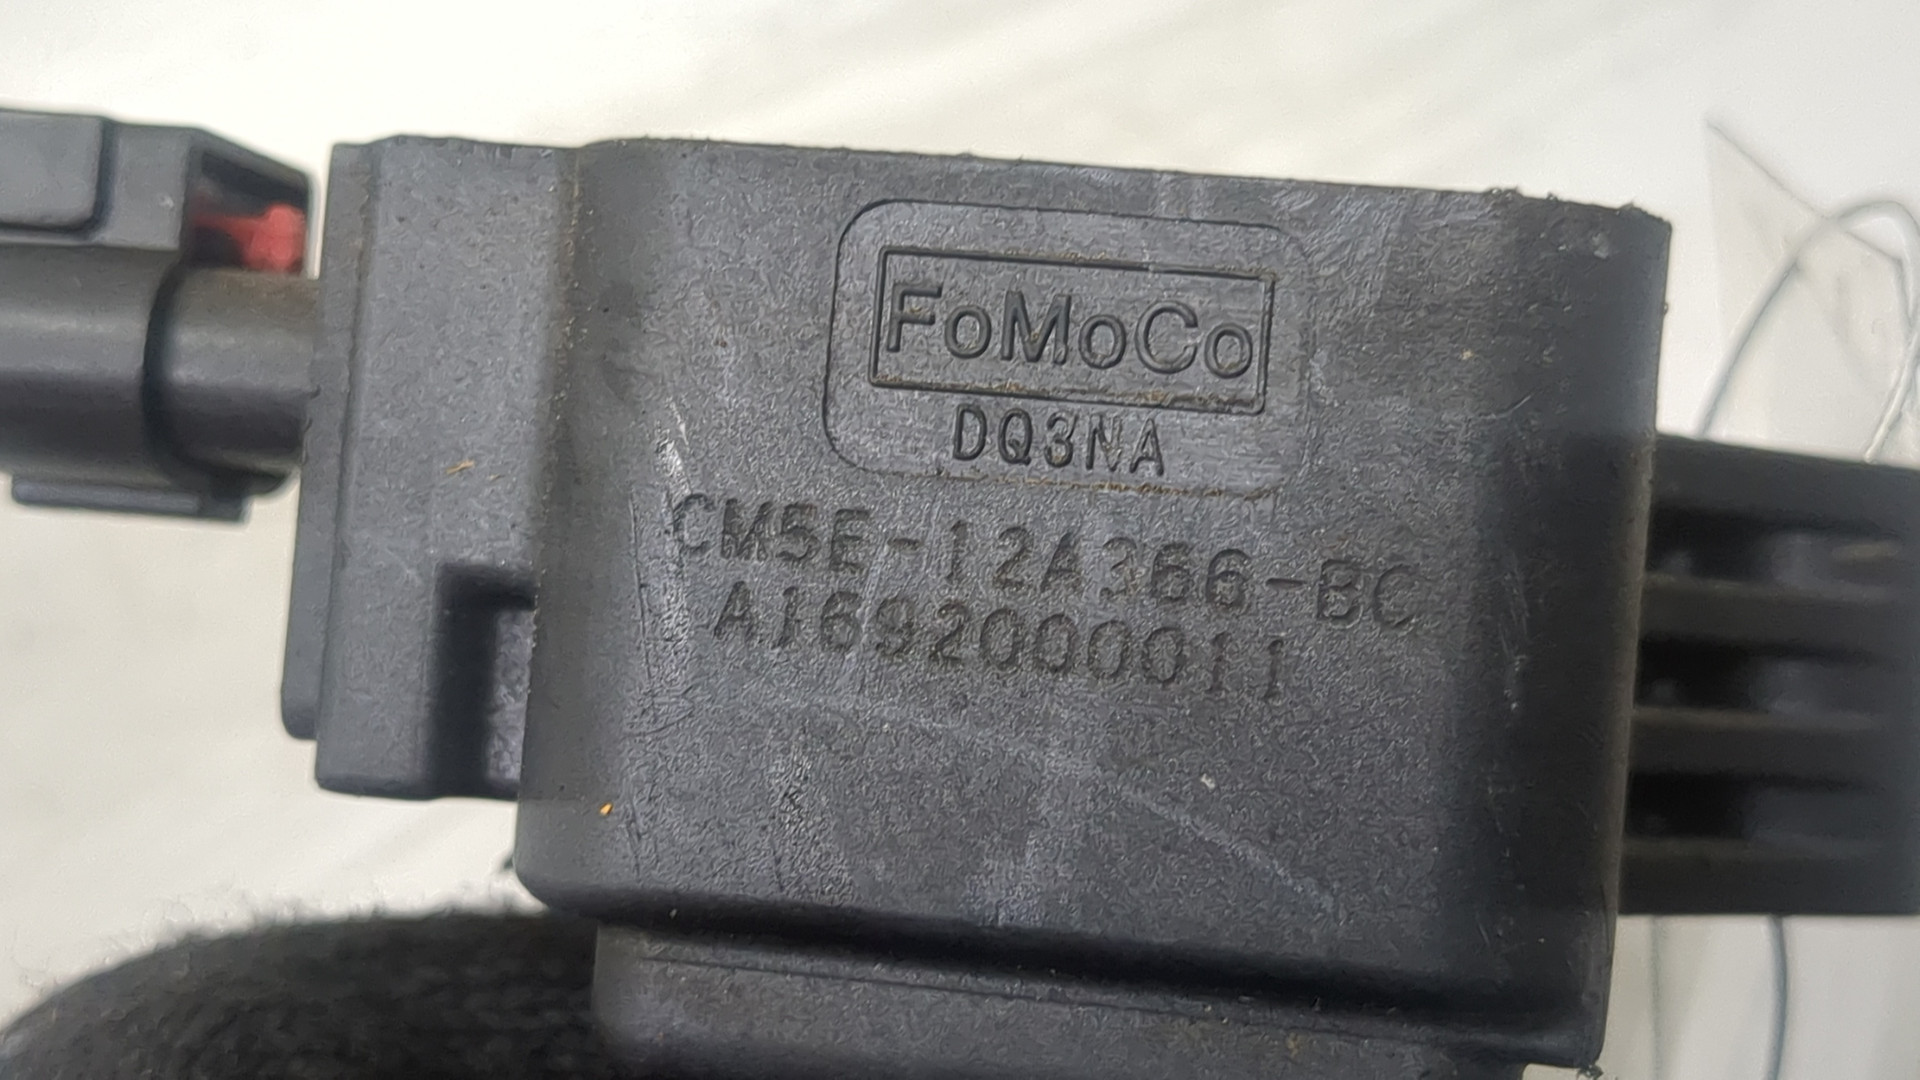 FoMoCo
DQ3NA
CM5E-12A366-BC
A1692000011